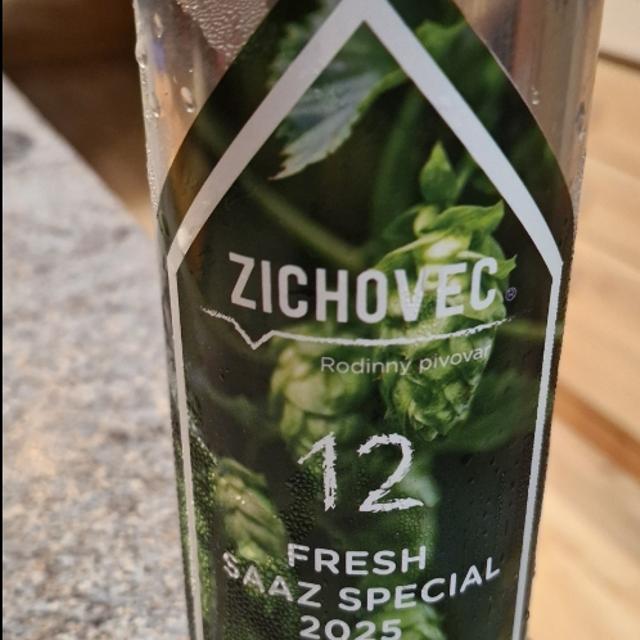 ZICHOVEC®
Rodinný pivovar
12
FRESH
SAAZ SPECIAL
2025